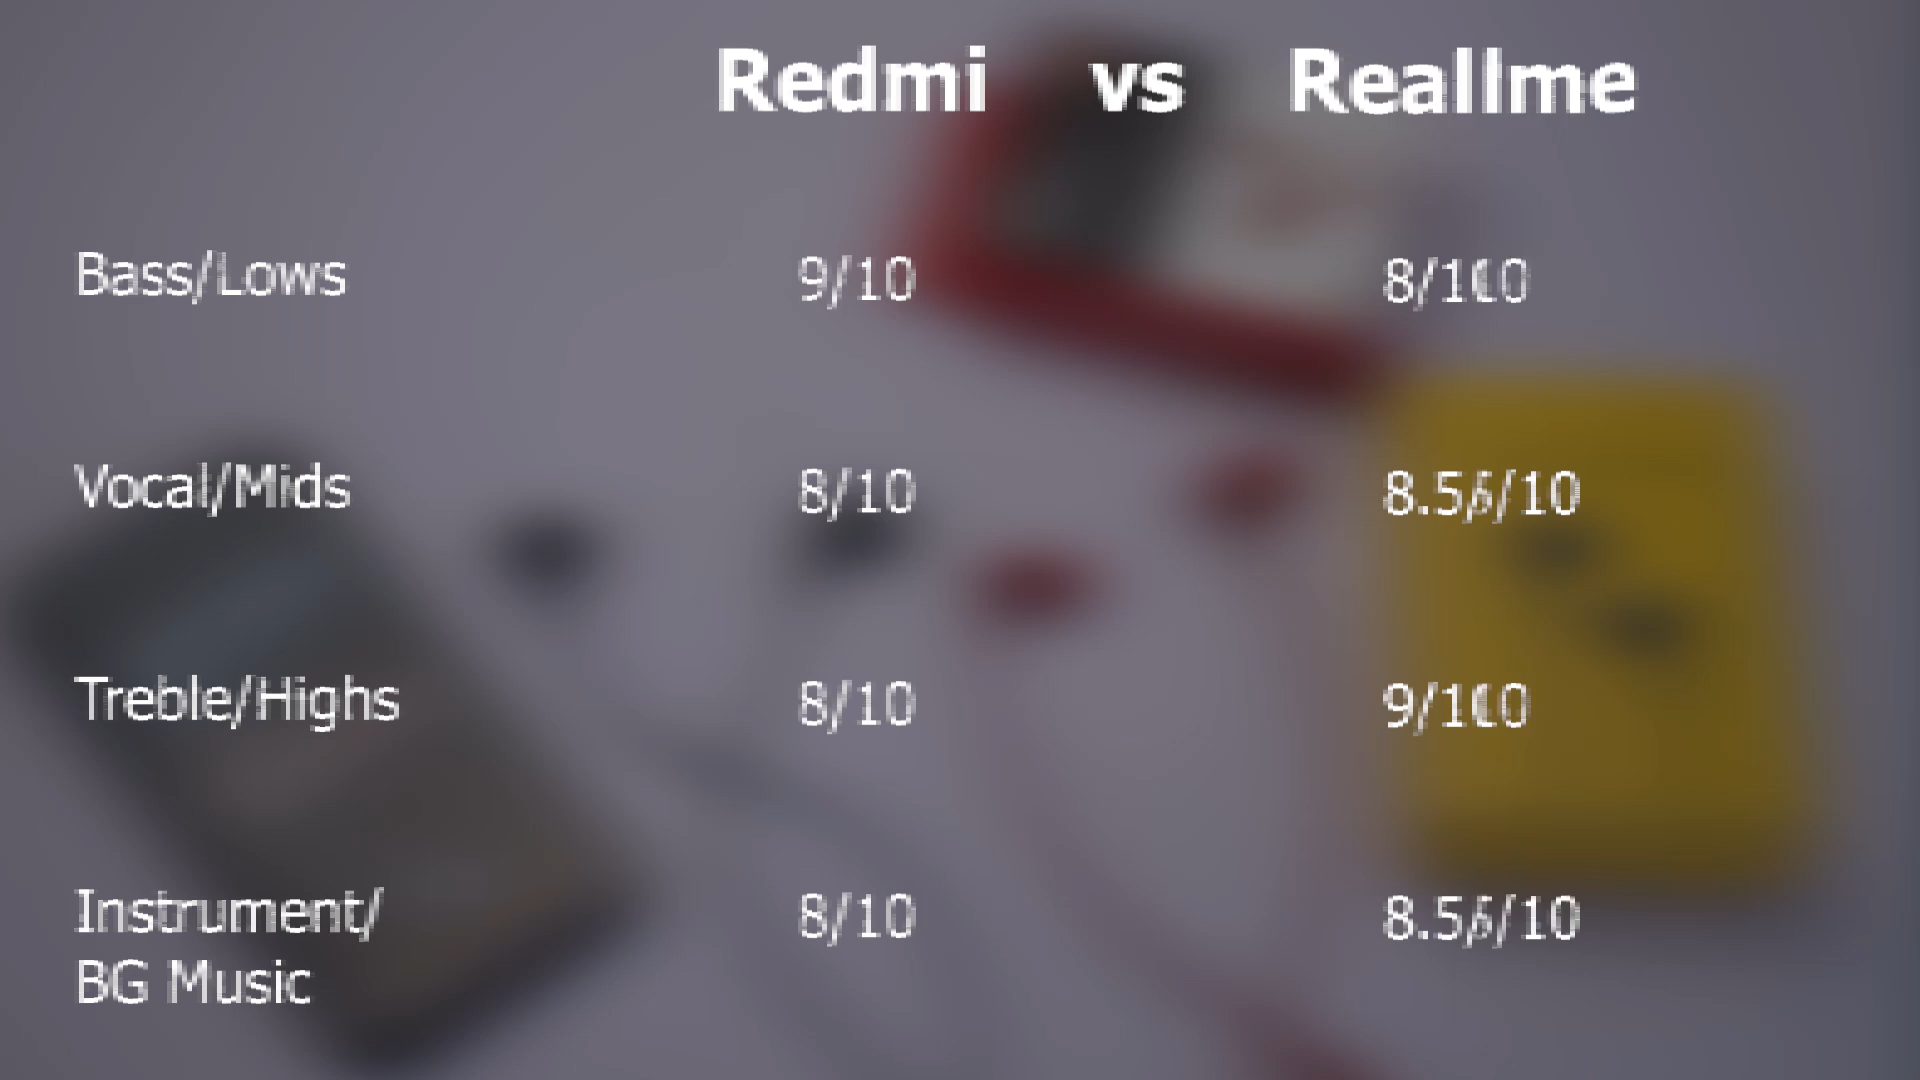 Redmi vs Reallme
Bass/Lows 9/10 8/10
Vocal/Mids 8/10 8.5/10
Treble/Highs 8/10 9/10
Instrument/ 8/10 8.5/10
BG Music